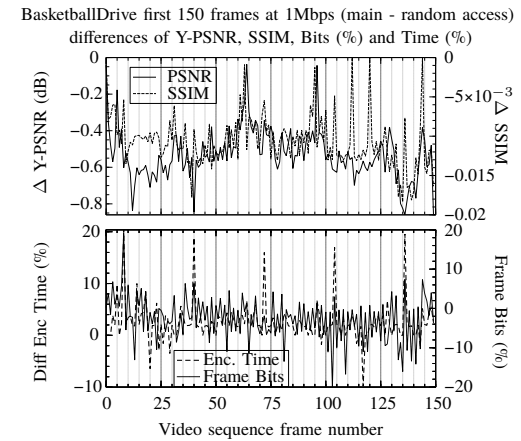 BasketballDrive first 150 frames at 1Mbps (main - random access)
differences of Y-PSNR, SSIM, Bits (%) and Time (%)
Δ Y-PSNR (dB)
0
−0.2
−0.4
−0.6
−0.8
PSNR
SSIM
0
−5×10−3
−0.015
−0.02
Δ SSIM
Diff Enc Time (%)
20
10
0
−10
Enc. Time
Frame Bits
20
10
0
−10
−20
Frame Bits (%)
0 25 50 75 100 125 150
Video sequence frame number